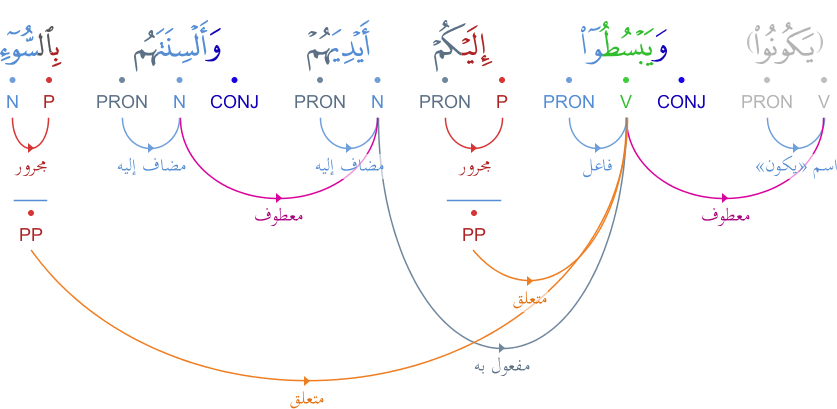 (يَكُونُوا۟) وَيَبْسُطُوٓا۟ إِلَيْكُمْ أَيْدِيَهُمْ وَأَلْسِنَتَهُم بِٱلسُّوٓءِ
V PRON CONJ V PRON P PRON N PRON CONJ N PRON P N
اسم «يكون» فاعل مجرور مضاف إليه مضاف إليه مجرور
معطوف معطوف
PP PP
متعلق
مفعول به
متعلق